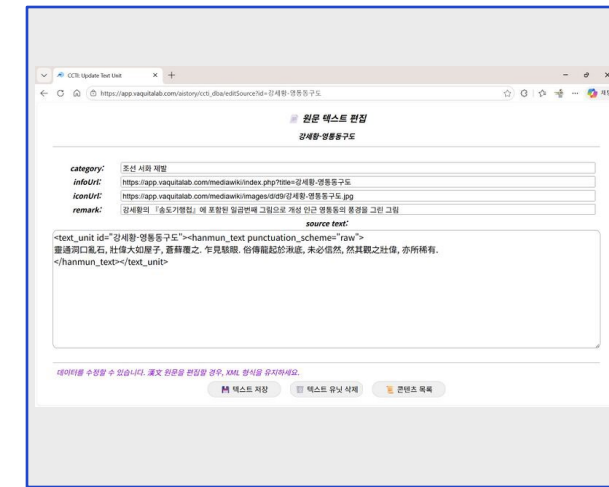 CCTI: Update Text Unit
https://app.vaquitalab.com/aistory/ccti_dba/editSource?id=강세황-영통동구도
원문 텍스트 편집
강세황-영통동구도
category: 조선 서화 제발
infoUrl: https://app.vaquitalab.com/mediawiki/index.php?title=강세황-영통동구도
iconUrl: https://app.vaquitalab.com/mediawiki/images/d/d9/강세황-영통동구도.jpg
remark: 강세황의 『송도기행첩』에 포함된 일곱번째 그림으로 개성 인근 영통동의 풍경을 그린 그림
source text:
<text_unit id="강세황-영통동구도"><hanmun_text punctuation_scheme="raw">
靈通洞口亂石, 壯偉大如屋子, 蒼蘚覆之. 乍見駭眼. 俗傳龍起於湫底, 未必信然, 然其觀之壯偉, 亦所稀有.
</hanmun_text></text_unit>
데이터를 수정할 수 있습니다. 漢文 원문을 편집할 경우, XML 형식을 유지하세요.
텍스트 저장 텍스트 유닛 삭제 콘텐츠 목록